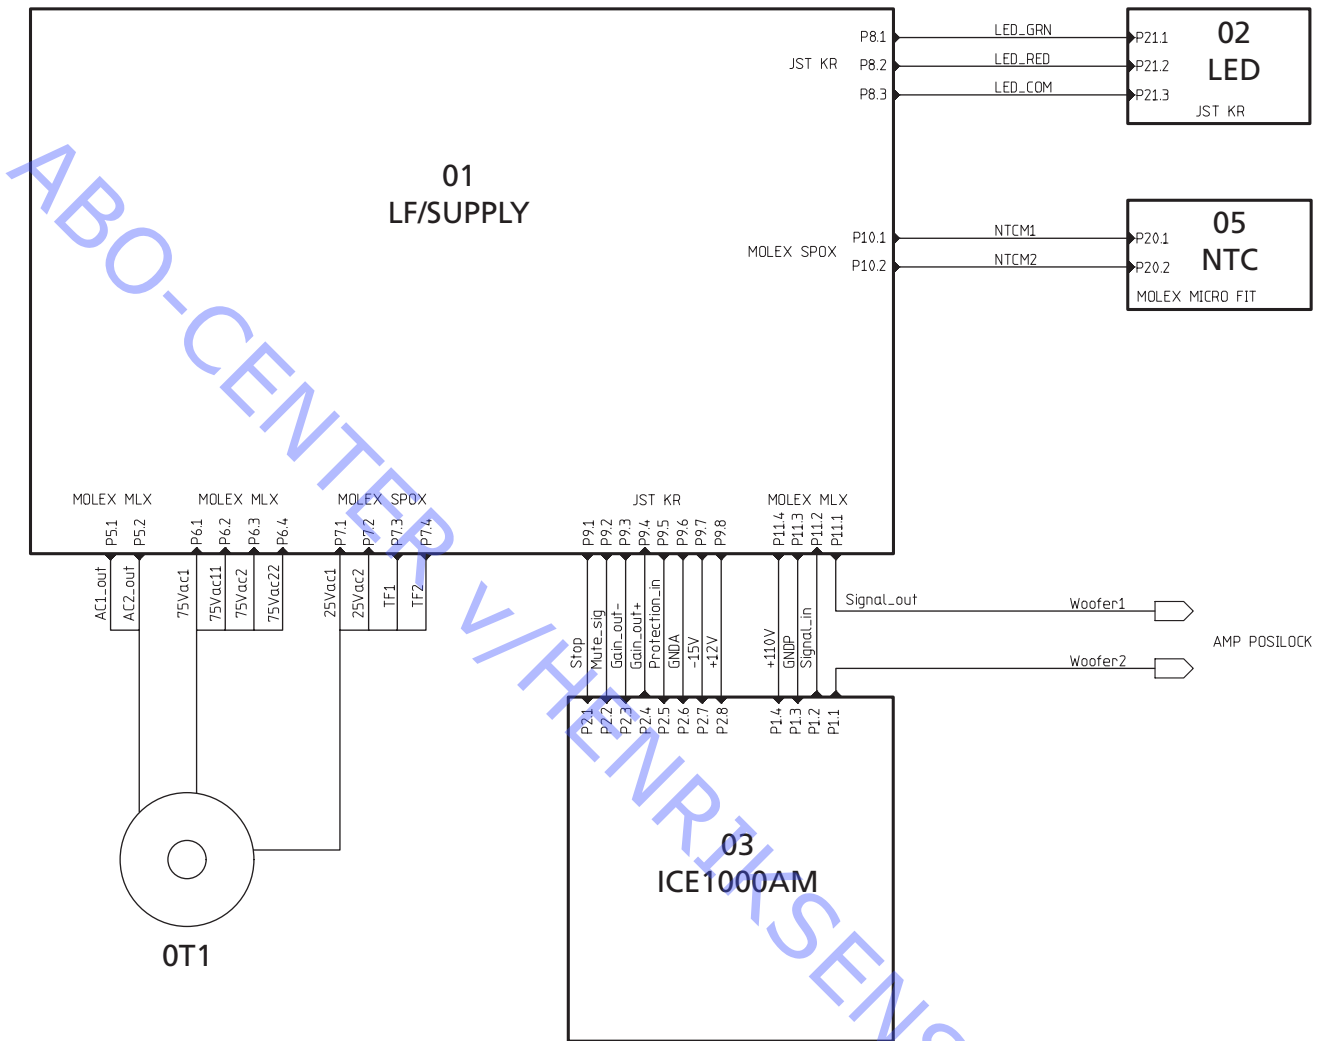 P8.1 LED_GRN P21.1
JST KR P8.2 LED_RED P21.2
P8.3 LED_COM P21.3
02
LED
JST KR
01
LF/SUPPLY
MOLEX SPOX
P10.1 NTCM1 P20.1
P10.2 NTCM2 P20.2
05
NTC
MOLEX MICRO FIT
MOLEX MLX
P5.1
P5.2
MOLEX MLX
P6.1
P6.2
P6.3
P6.4
MOLEX SPOX
P7.1
P7.2
P7.3
P7.4
JST KR
P9.1
P9.2
P9.3
P9.4
P9.5
P9.6
P9.7
P9.8
MOLEX MLX
P11.4
P11.3
P11.2
P11.1
AC1_out
AC2_out
75Vac1
75Vac11
75Vac2
75Vac22
25Vac1
25Vac2
TF1
TF2
Stop
Mute_sig
Gain_out-
Gain_out+
Protection_in
GNDA
-15V
+12V
+110V
GNDP
Signal_in
Signal_out
Woofer1
AMP POSILOCK
Woofer2
P2.1
P2.2
P2.3
P2.4
P2.5
P2.6
P2.7
P2.8
P1.4
P1.3
P1.2
P1.1
03
ICE1000AM
0T1
ABO-CENTER v/HENRIKSENS